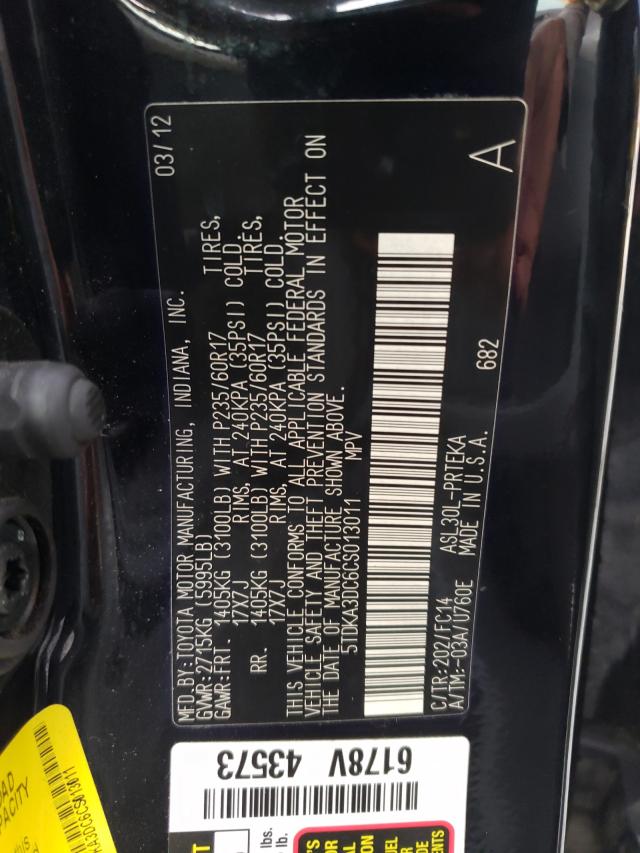 MFD.BY:TOYOTA MOTOR MANUFACTURING, INDIANA, INC. 03/12
GVWR:2715KG (5995LB)
GAWR:FRT. 1405KG (3100LB) WITH P235/60R17 TIRES,
17X7J RIMS, AT 240KPA (35PSI) COLD.
RR. 1405KG (3100LB) WITH P235/60R17 TIRES,
17X7J RIMS, AT 240KPA (35PSI) COLD.
THIS VEHICLE CONFORMS TO ALL APPLICABLE FEDERAL MOTOR
VEHICLE SAFETY AND THEFT PREVENTION STANDARDS IN EFFECT ON
THE DATE OF MANUFACTURE SHOWN ABOVE.
5TDKA3DC6CS013011 MPV
C/TR:202/FC14 ASL30L-PRTEKA 682
A/TM:-03A/U760E MADE IN U.S.A. A
6178V 43573
lbs.
lb.